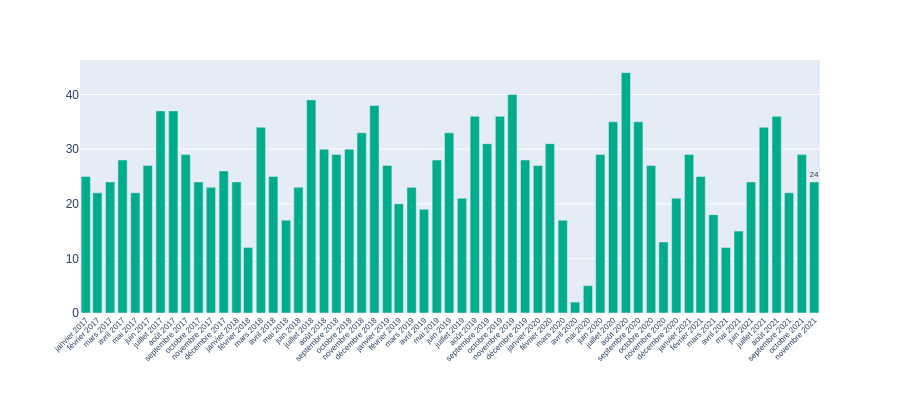 40
30
20
10
0
24
janvier 2017
février 2017
mars 2017
avril 2017
mai 2017
juin 2017
juillet 2017
août 2017
septembre 2017
octobre 2017
novembre 2017
décembre 2017
janvier 2018
février 2018
mars 2018
avril 2018
mai 2018
juin 2018
juillet 2018
août 2018
septembre 2018
octobre 2018
novembre 2018
décembre 2018
janvier 2019
février 2019
mars 2019
avril 2019
mai 2019
juin 2019
juillet 2019
août 2019
septembre 2019
octobre 2019
novembre 2019
décembre 2019
janvier 2020
février 2020
mars 2020
avril 2020
mai 2020
juin 2020
juillet 2020
août 2020
septembre 2020
octobre 2020
novembre 2020
décembre 2020
janvier 2021
février 2021
mars 2021
avril 2021
mai 2021
juin 2021
juillet 2021
août 2021
septembre 2021
octobre 2021
novembre 2021